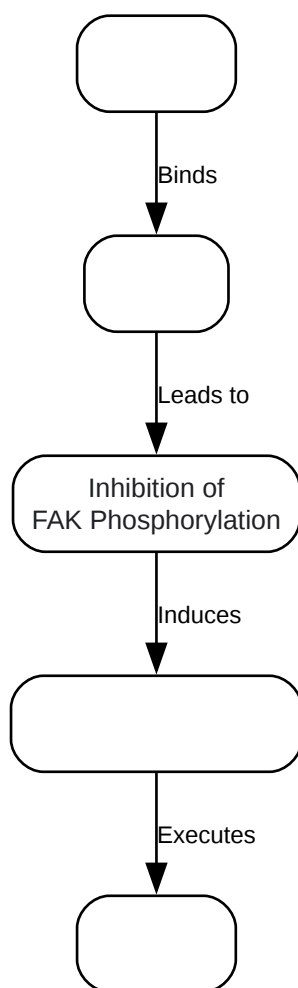 Binds
Leads to
Inhibition of
FAK Phosphorylation
Induces
Executes